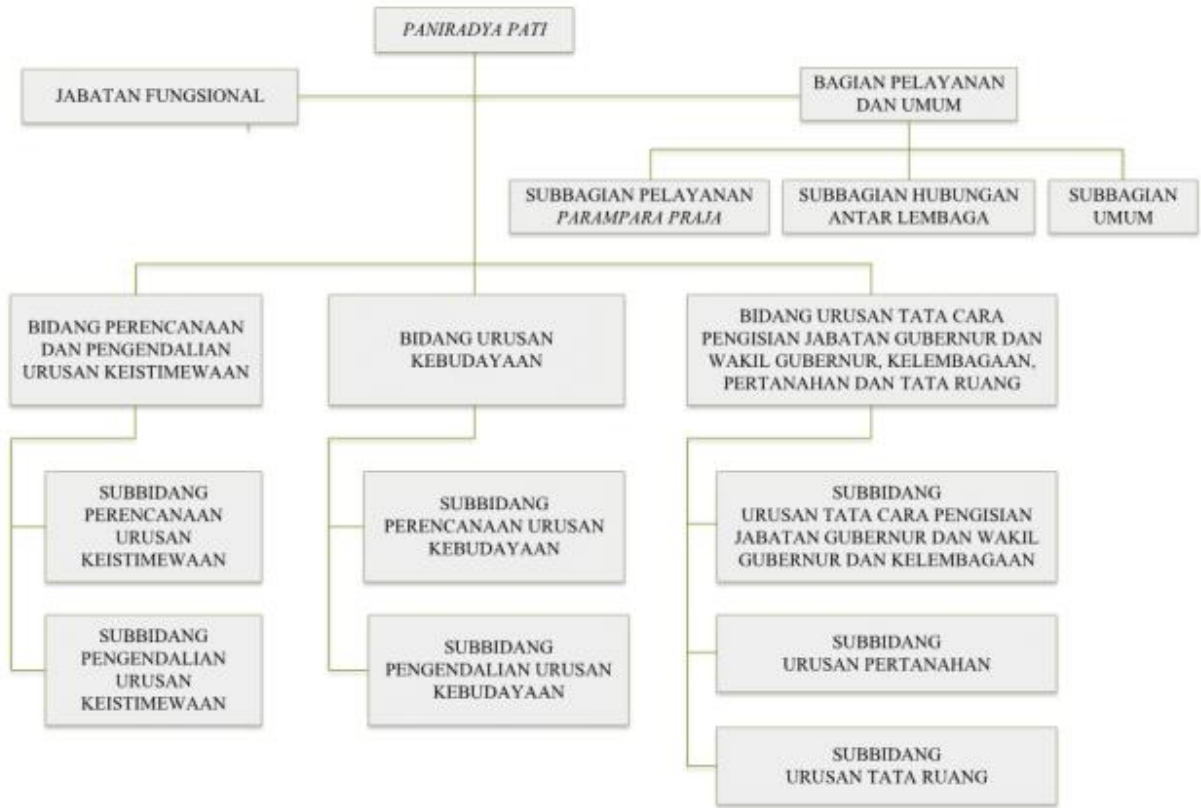 PANIRADYA PATI
JABATAN FUNGSIONAL
BAGIAN PELAYANAN
DAN UMUM
SUBBAGIAN PELAYANAN
PARAMPARA PRAJA
SUBBAGIAN HUBUNGAN
ANTAR LEMBAGA
SUBBAGIAN
UMUM
BIDANG PERENCANAAN
DAN PENGENDALIAN
URUSAN KEISTIMEWAAN
BIDANG URUSAN
KEBUDAYAAN
BIDANG URUSAN TATA CARA
PENGISIAN JABATAN GUBERNUR DAN
WAKIL GUBERNUR, KELEMBAGAAN,
PERTANAHAN DAN TATA RUANG
SUBBIDANG
PERENCANAAN
URUSAN
KEISTIMEWAAN
SUBBIDANG
PERENCANAAN URUSAN
KEBUDAYAAN
SUBBIDANG
URUSAN TATA CARA PENGISIAN
JABATAN GUBERNUR DAN WAKIL
GUBERNUR DAN KELEMBAGAAN
SUBBIDANG
PENGENDALIAN
URUSAN
KEISTIMEWAAN
SUBBIDANG
PENGENDALIAN URUSAN
KEBUDAYAAN
SUBBIDANG
URUSAN PERTANAHAN
SUBBIDANG
URUSAN TATA RUANG